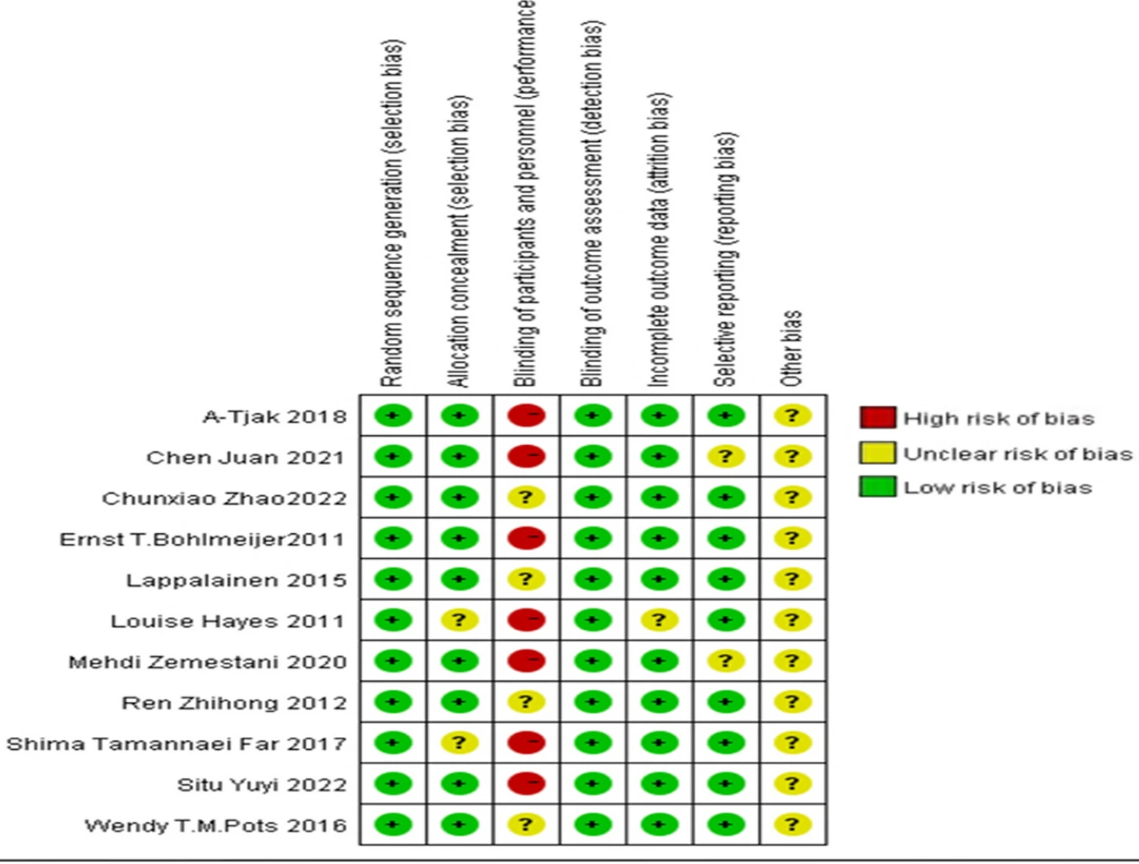 Random sequence generation (selection bias)
Allocation concealment (selection bias)
Blinding of participants and personnel (performance
Blinding of outcome assessment (detection bias)
Incomplete outcome data (attrition bias)
Selective reporting (reporting bias)
Other bias
A-Tjak 2018 + + - + + + ?
Chen Juan 2021 + + - + + ? ?
Chunxiao Zhao2022 + + ? + + + ?
Ernst T.Bohlmeijer2011 + + - + + + ?
Lappalainen 2015 + + ? + + + ?
Louise Hayes 2011 + ? - + ? + ?
Mehdi Zemestani 2020 + + - + + ? ?
Ren Zhihong 2012 + + ? + + + ?
Shima Tamannaei Far 2017 + ? - + + + ?
Situ Yuyi 2022 + + - + + + ?
Wendy T.M.Pots 2016 + + ? + + + ?
High risk of bias
Unclear risk of bias
Low risk of bias